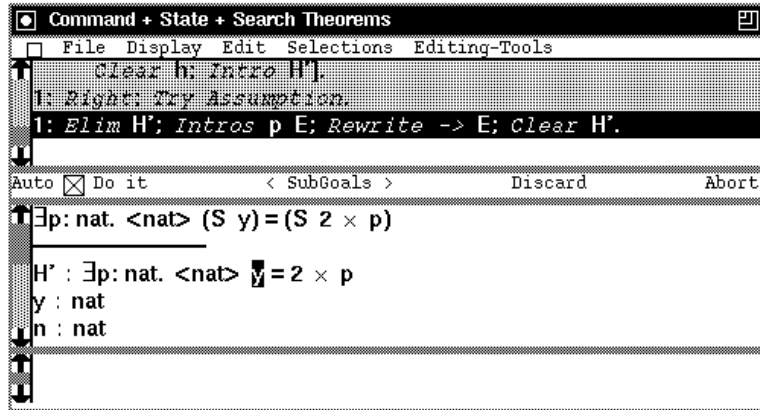 Command + State + Search Theorems
File Display Edit Selections Editing-Tools
Clear h; Intro H'].
1: Right; Try Assumption.
1: Elim H'; Intros p E; Rewrite -> E; Clear H'.
Auto Do it < SubGoals > Discard Abort
∃p: nat. <nat> (S y) = (S 2 × p)
H' : ∃p: nat. <nat> y = 2 × p
y : nat
n : nat